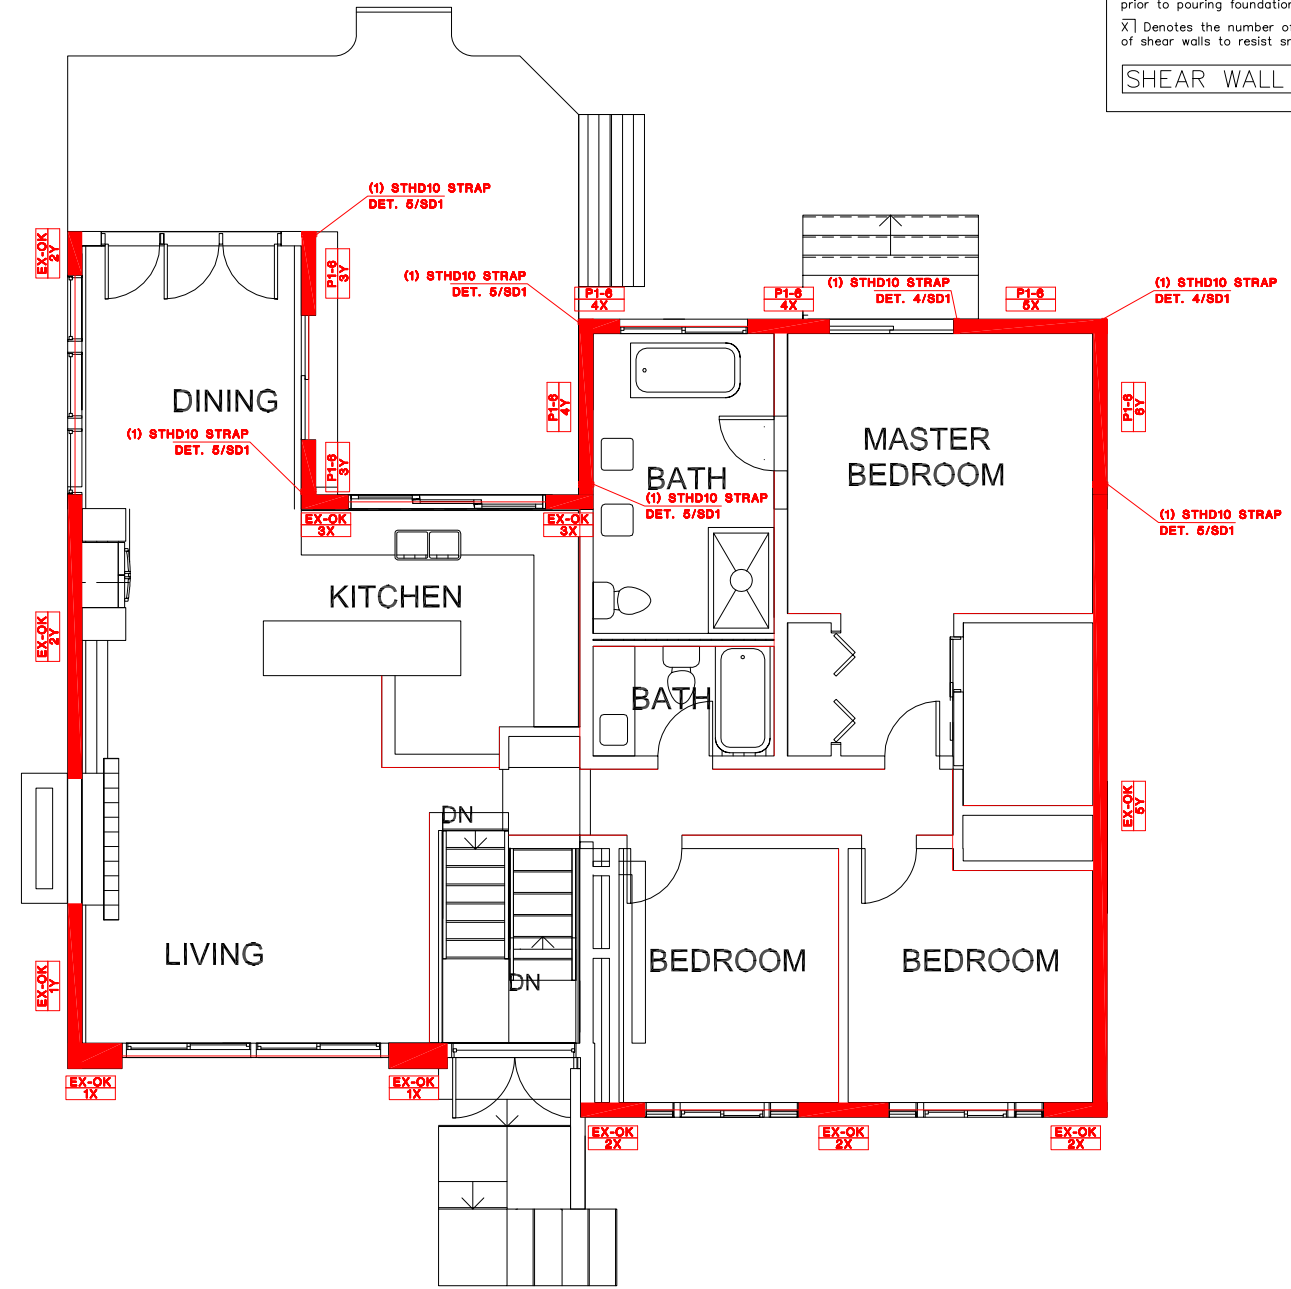 prior to pouring foundation
X Denotes the number of
of shear walls to resist
SHEAR WALL
(1) STHD10 STRAP
DET. 5/SD1
EX-OK
2Y
P1-6
3Y
(1) STHD10 STRAP
DET. 5/SD1
P1-6
4X
P1-6
4X
(1) STHD10 STRAP
DET. 4/SD1
P1-6
5X
(1) STHD10 STRAP
DET. 4/SD1
DINING
P1-6
4Y
P1-6
6Y
(1) STHD10 STRAP
DET. 5/SD1
P1-6
3Y
MASTER
BEDROOM
BATH
(1) STHD10 STRAP
DET. 5/SD1
EX-OK
3X
EX-OK
3X
(1) STHD10 STRAP
DET. 5/SD1
KITCHEN
EX-OK
2Y
BATH
DN
EX-OK
5Y
LIVING
BEDROOM
BEDROOM
DN
EX-OK
1Y
EX-OK
1X
EX-OK
1X
EX-OK
2X
EX-OK
2X
EX-OK
2X